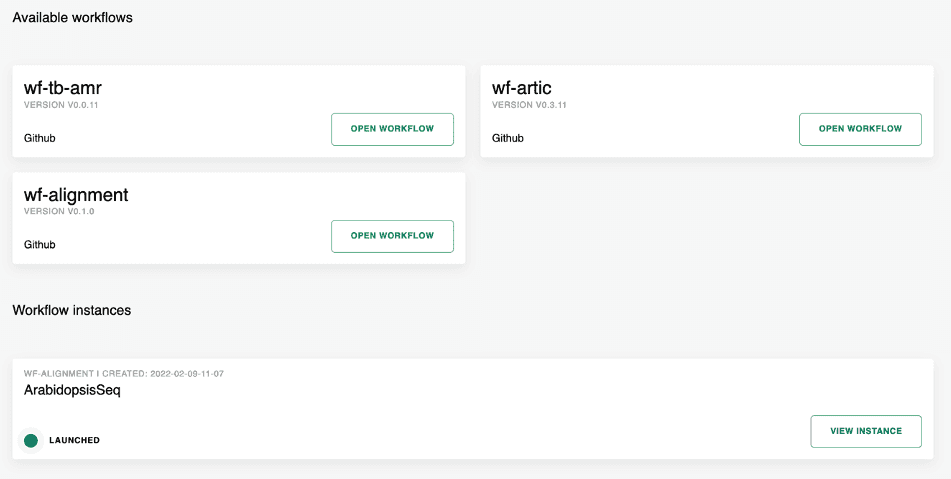 Available workflows
wf-tb-amr
VERSION V0.0.11
Github
OPEN WORKFLOW
wf-artic
VERSION V0.3.11
Github
OPEN WORKFLOW
wf-alignment
VERSION V0.1.0
Github
OPEN WORKFLOW
Workflow instances
WF-ALIGNMENT | CREATED: 2022-02-09-11-07
ArabidopsisSeq
LAUNCHED
VIEW INSTANCE